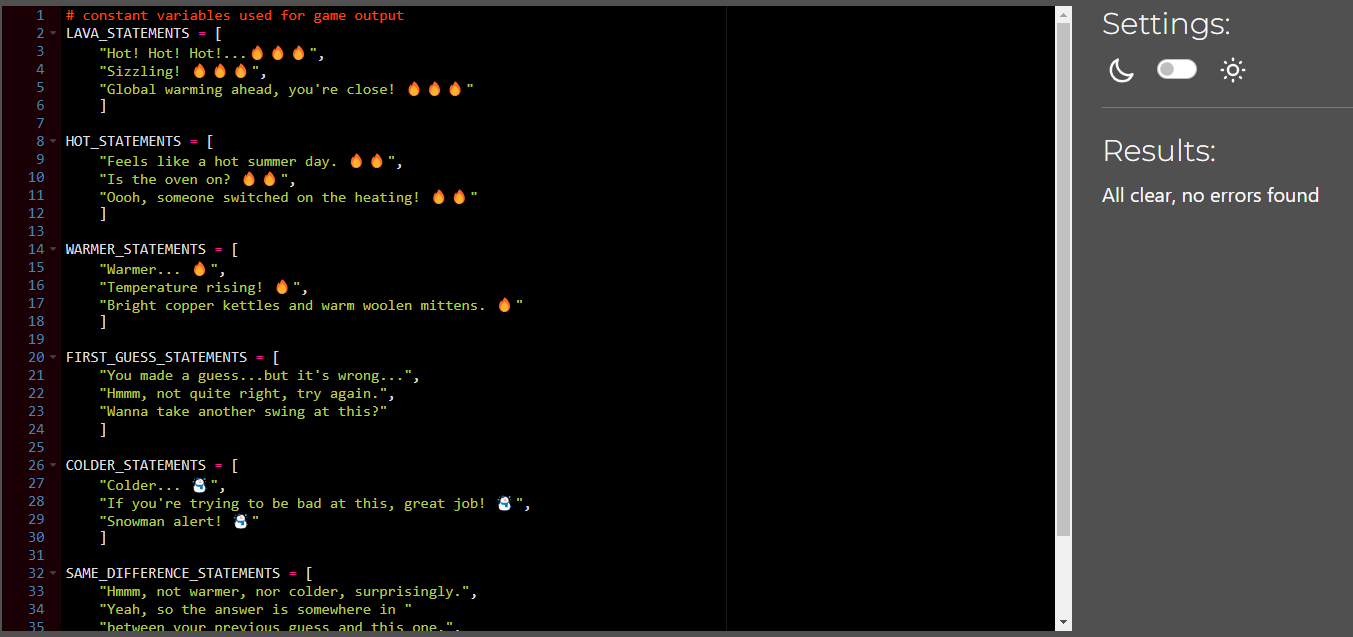 1 # constant variables used for game output
2 LAVA_STATEMENTS = [
3     "Hot! Hot! Hot!...🔥 🔥 🔥 ",
4     "Sizzling! 🔥 🔥 🔥 ",
5     "Global warming ahead, you're close! 🔥 🔥 🔥 "
6     ]
7
8 HOT_STATEMENTS = [
9     "Feels like a hot summer day. 🔥 🔥 ",
10     "Is the oven on? 🔥 🔥 ",
11     "Oooh, someone switched on the heating! 🔥 🔥 "
12     ]
13
14 WARMER_STATEMENTS = [
15     "Warmer... 🔥 ",
16     "Temperature rising! 🔥 ",
17     "Bright copper kettles and warm woolen mittens. 🔥 "
18     ]
19
20 FIRST_GUESS_STATEMENTS = [
21     "You made a guess...but it's wrong...",
22     "Hmmm, not quite right, try again.",
23     "Wanna take another swing at this?"
24     ]
25
26 COLDER_STATEMENTS = [
27     "Colder... ☃️ ",
28     "If you're trying to be bad at this, great job! ☃️ ",
29     "Snowman alert! ☃️ "
30     ]
31
32 SAME_DIFFERENCE_STATEMENTS = [
33     "Hmmm, not warmer, nor colder, surprisingly.",
34     "Yeah, so the answer is somewhere in "
35     "between your previous guess and this one.",
Settings:
Results:
All clear, no errors found